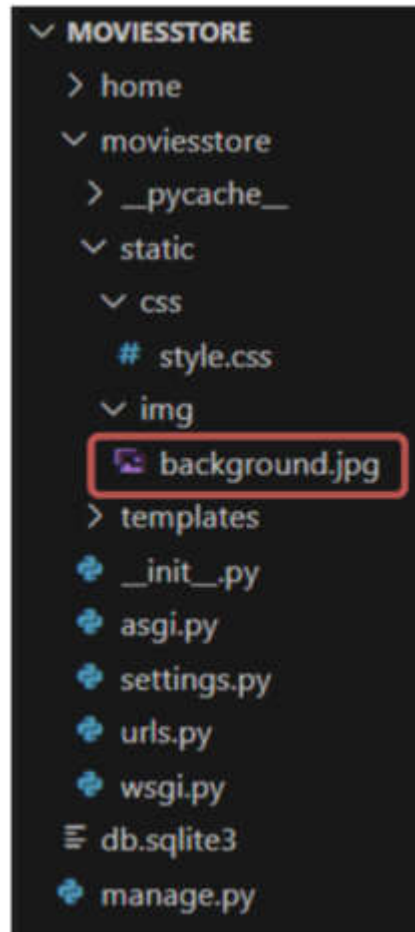 MOVIESSTORE
home
moviesstore
__pycache__
static
css
style.css
img
background.jpg
templates
__init__.py
asgi.py
settings.py
urls.py
wsgi.py
db.sqlite3
manage.py